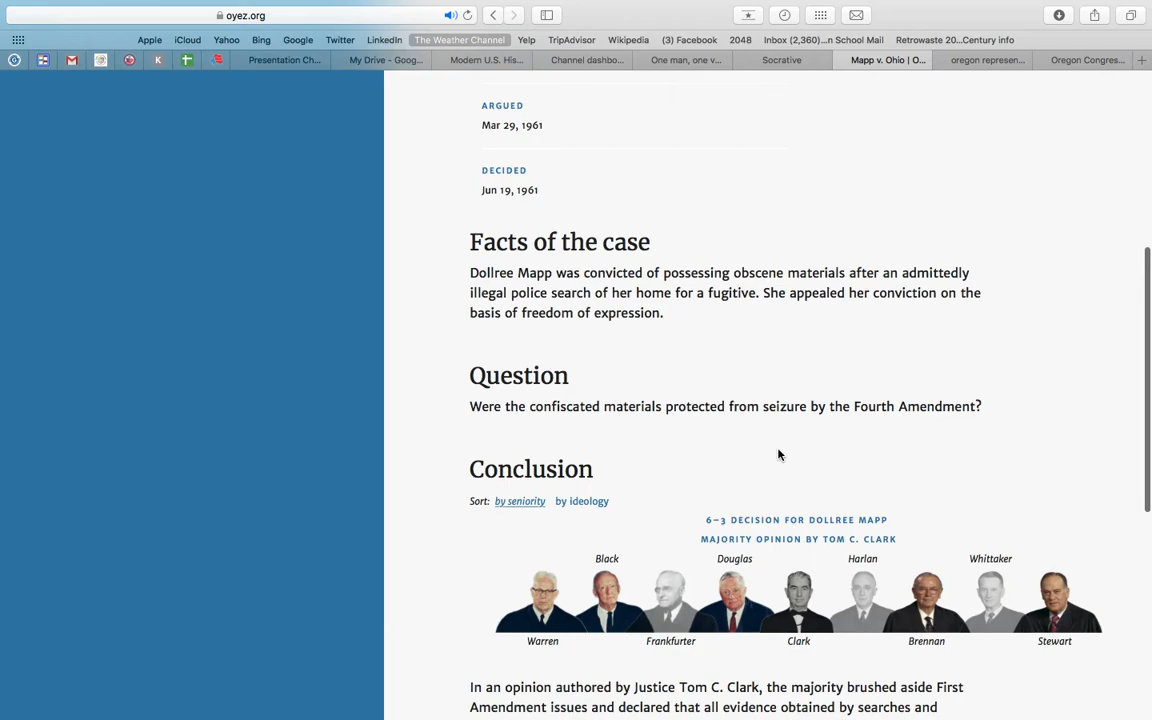 oyez.org
Apple iCloud Yahoo Bing Google Twitter LinkedIn The Weather Channel Yelp TripAdvisor Wikipedia (3) Facebook 2048 Inbox (2,360)...n School Mail Retrowaste 20...Century info
K Presentation Ch... My Drive - Goog... Modern U.S. His... Channel dashbo... One man, one v... Socrative Mapp v. Ohio | O... oregon represen... Oregon Congres...
ARGUED
Mar 29, 1961
DECIDED
Jun 19, 1961
Facts of the case
Dollree Mapp was convicted of possessing obscene materials after an admittedly
illegal police search of her home for a fugitive. She appealed her conviction on the
basis of freedom of expression.
Question
Were the confiscated materials protected from seizure by the Fourth Amendment?
Conclusion
Sort: by seniority by ideology
6–3 DECISION FOR DOLLREE MAPP
MAJORITY OPINION BY TOM C. CLARK
Black Douglas Harlan Whittaker
Warren Frankfurter Clark Brennan Stewart
In an opinion authored by Justice Tom C. Clark, the majority brushed aside First
Amendment issues and declared that all evidence obtained by searches and